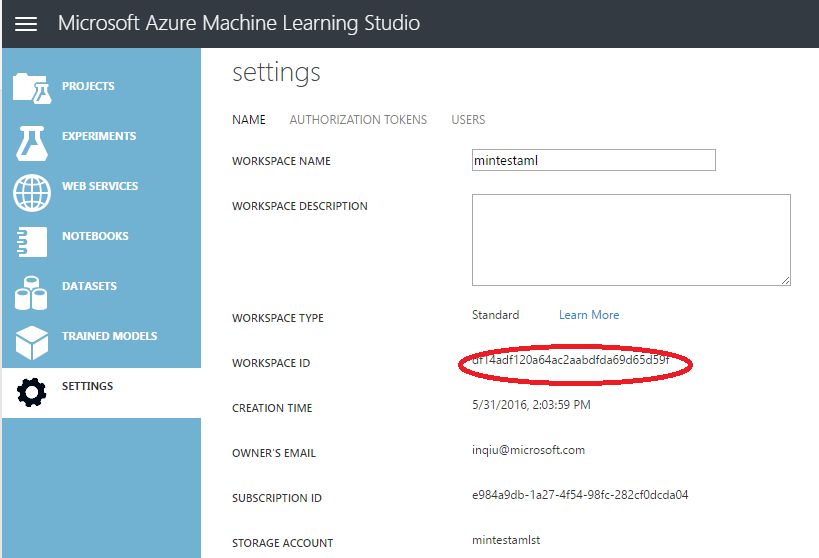 Microsoft Azure Machine Learning Studio
PROJECTS
EXPERIMENTS
WEB SERVICES
NOTEBOOKS
DATASETS
TRAINED MODELS
SETTINGS
settings
NAME AUTHORIZATION TOKENS USERS
WORKSPACE NAME mintestaml
WORKSPACE DESCRIPTION
WORKSPACE TYPE Standard Learn More
WORKSPACE ID df14adf120a64ac2aabdfda69d65d59f
CREATION TIME 5/31/2016, 2:03:59 PM
OWNER'S EMAIL inqiu@microsoft.com
SUBSCRIPTION ID e984a9db-1a27-4f54-98fc-282cf0dcda04
STORAGE ACCOUNT mintestamlst